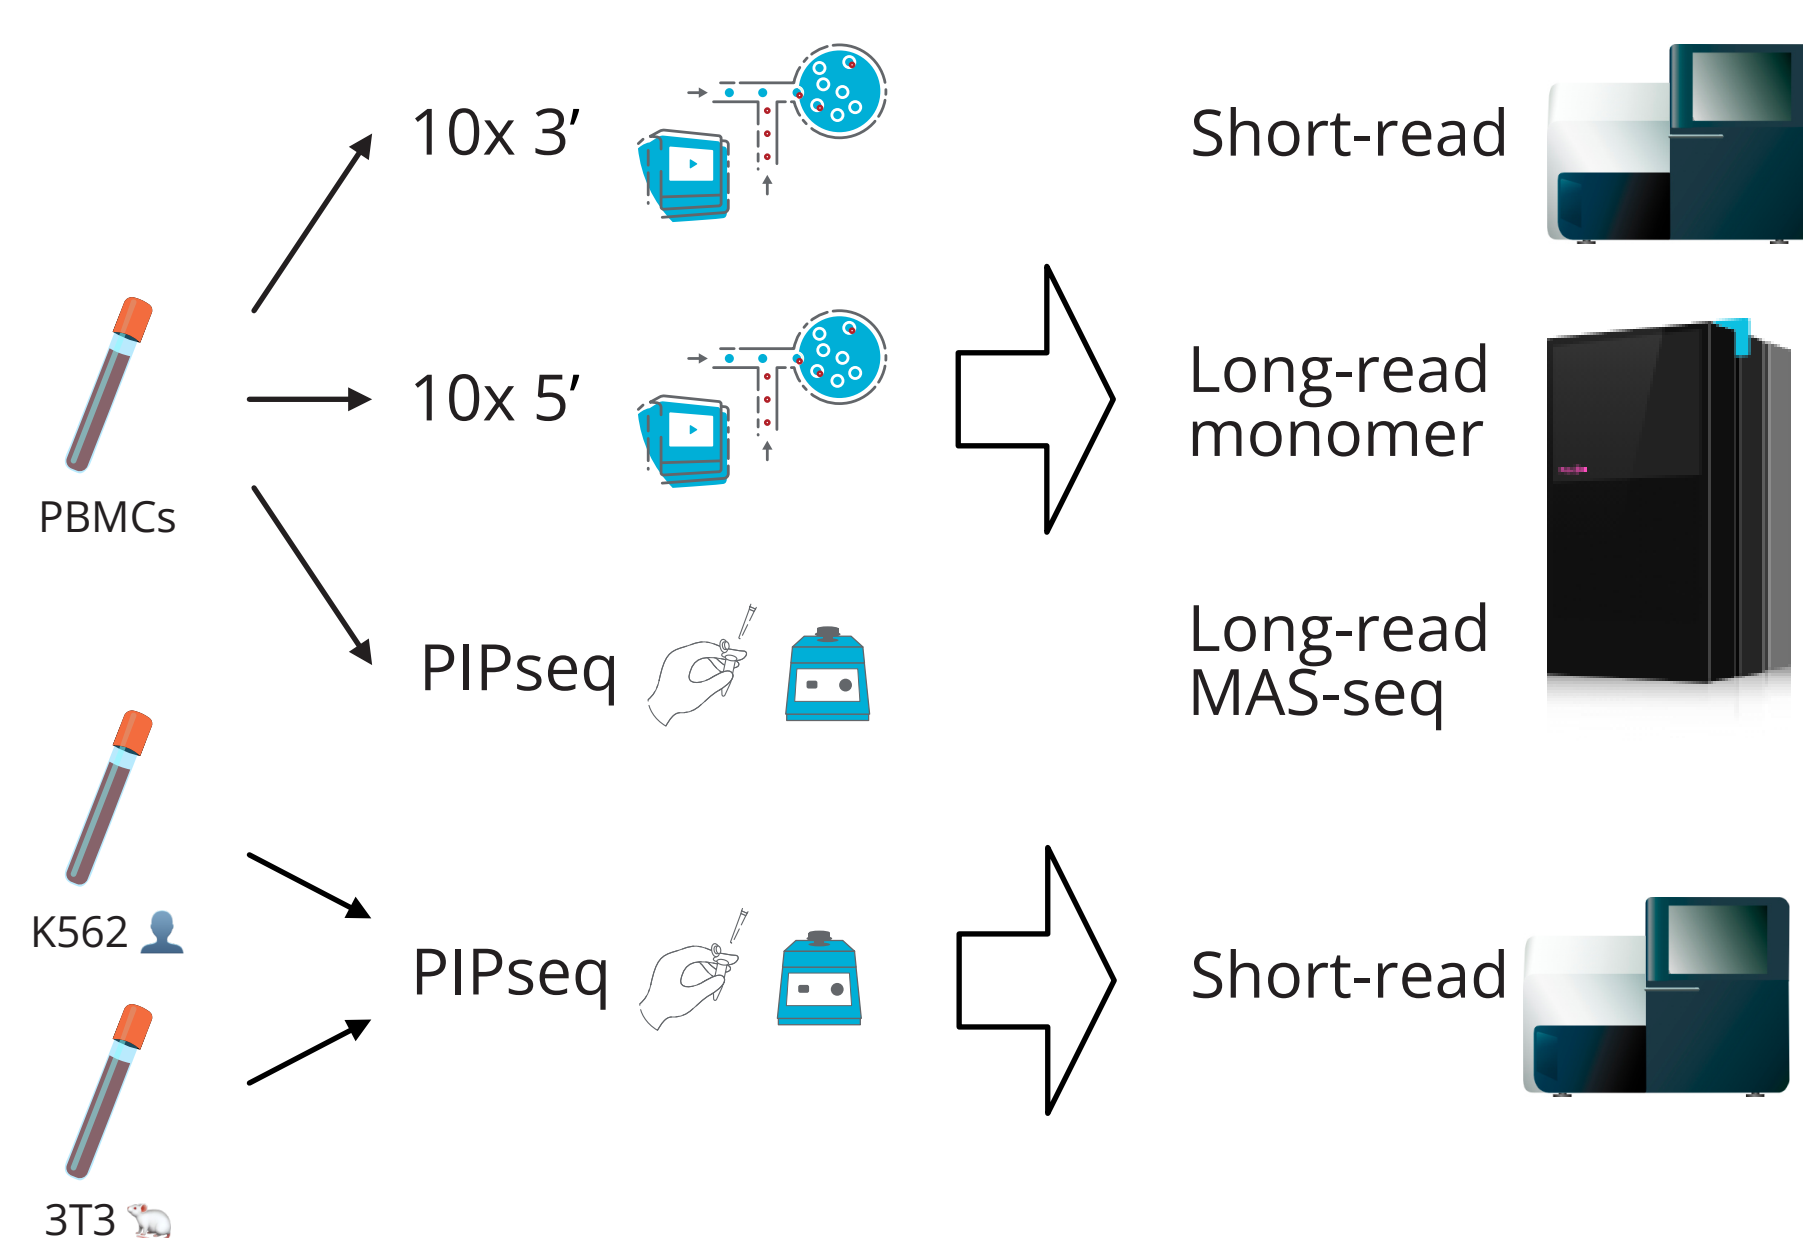 10x 3’
Short-read
10x 5’
Long-read
monomer
PBMCs
PIPseq
Long-read
MAS-seq
K562
PIPseq
Short-read
3T3